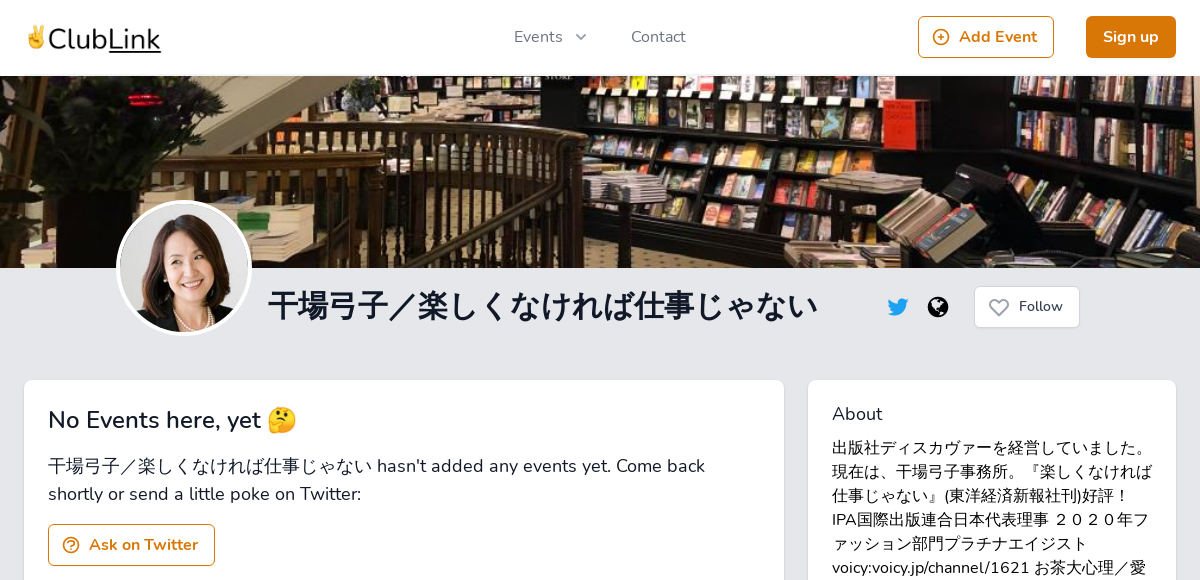 ✌️ClubLink
Events
Contact
Add Event
Sign up
干場弓子／楽しくなければ仕事じゃない
Follow
No Events here, yet 🤔
干場弓子／楽しくなければ仕事じゃない hasn't added any events yet. Come back
shortly or send a little poke on Twitter:
Ask on Twitter
About
出版社ディスカヴァーを経営していました。
現在は、干場弓子事務所。『楽しくなければ
仕事じゃない』(東洋経済新報社刊)好評！
IPA国際出版連合日本代表理事 ２０２０年フ
ァッション部門プラチナエイジスト
voicy:voicy.jp/channel/1621 お茶大心理／愛